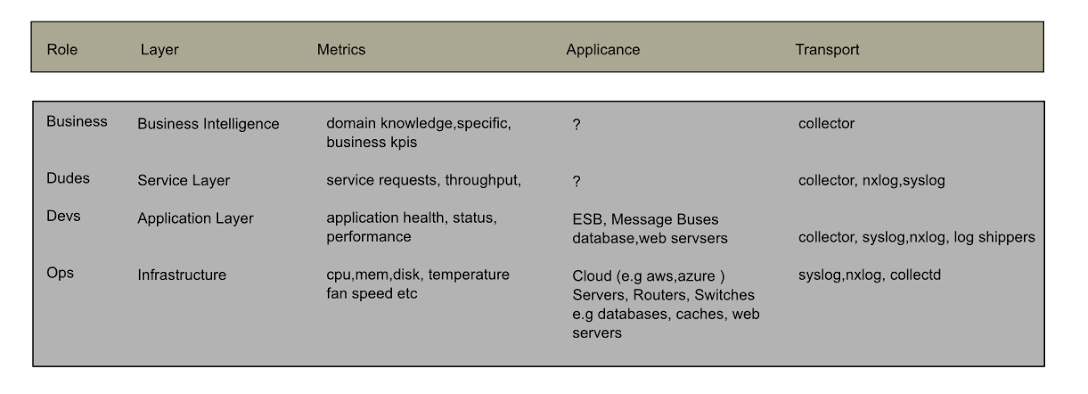 Role Layer Metrics Applicance Transport
Business Business Intelligence domain knowledge,specific, ? collector
business kpis
Dudes Service Layer service requests, throughput, ? collector, nxlog,syslog
Devs Application Layer application health, status, ESB, Message Buses
performance database,web servsers collector, syslog,nxlog, log shippers
Ops Infrastructure cpu,mem,disk, temperature Cloud (e.g aws,azure ) syslog,nxlog, collectd
fan speed etc Servers, Routers, Switches
e.g databases, caches, web
servers